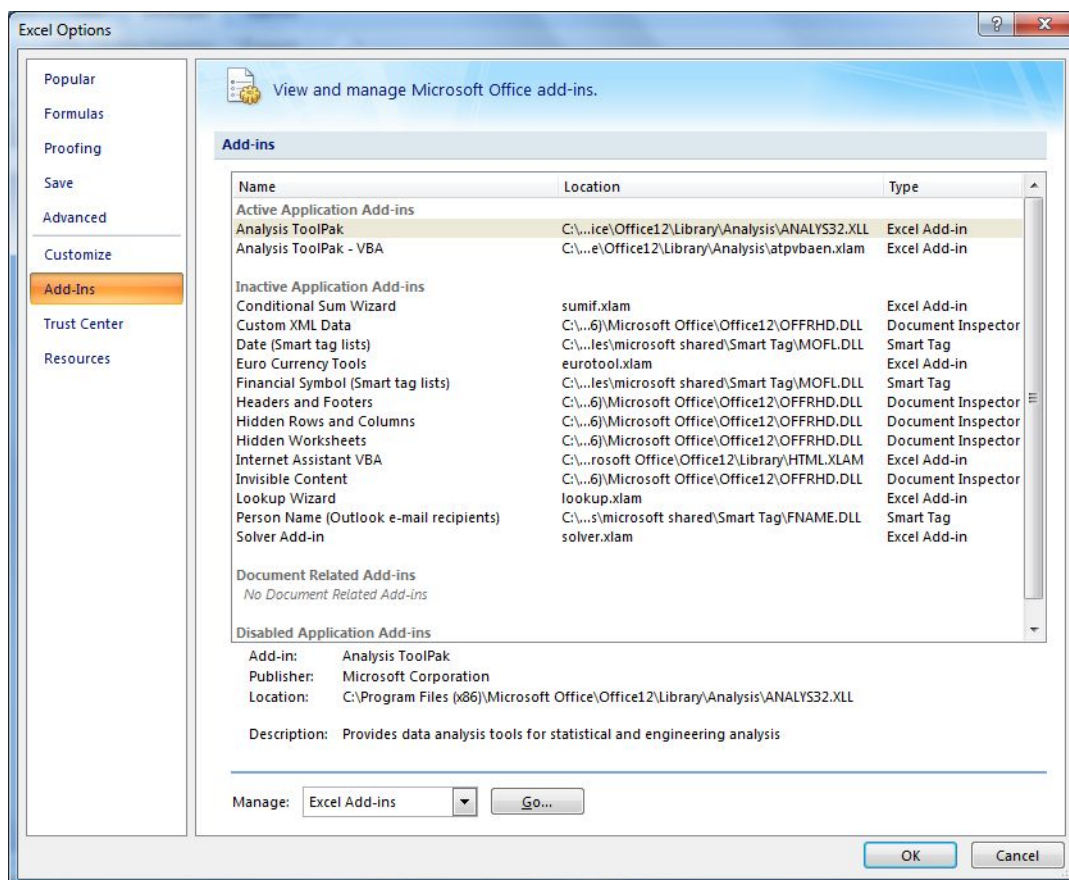 Excel Options
Popular
Formulas
Proofing
Save
Advanced
Customize
Add-Ins
Trust Center
Resources
View and manage Microsoft Office add-ins.
Add-ins
Name Location Type
Active Application Add-ins
Analysis ToolPak C:\...ice\Office12\Library\Analysis\ANALYS32.XLL Excel Add-in
Analysis ToolPak - VBA C:\...e\Office12\Library\Analysis\atpvbaen.xlam Excel Add-in
Inactive Application Add-ins
Conditional Sum Wizard sumif.xlam Excel Add-in
Custom XML Data C:\...6)\Microsoft Office\Office12\OFFRHD.DLL Document Inspector
Date (Smart tag lists) C:\...les\microsoft shared\Smart Tag\MOFL.DLL Smart Tag
Euro Currency Tools eurotool.xlam Excel Add-in
Financial Symbol (Smart tag lists) C:\...les\microsoft shared\Smart Tag\MOFL.DLL Smart Tag
Headers and Footers C:\...6)\Microsoft Office\Office12\OFFRHD.DLL Document Inspector
Hidden Rows and Columns C:\...6)\Microsoft Office\Office12\OFFRHD.DLL Document Inspector
Hidden Worksheets C:\...6)\Microsoft Office\Office12\OFFRHD.DLL Document Inspector
Internet Assistant VBA C:\...rosoft Office\Office12\Library\HTML.XLAM Excel Add-in
Invisible Content C:\...6)\Microsoft Office\Office12\OFFRHD.DLL Document Inspector
Lookup Wizard lookup.xlam Excel Add-in
Person Name (Outlook e-mail recipients) C:\...s\microsoft shared\Smart Tag\FNAME.DLL Smart Tag
Solver Add-in solver.xlam Excel Add-in
Document Related Add-ins
No Document Related Add-ins
Disabled Application Add-ins
Add-in: Analysis ToolPak
Publisher: Microsoft Corporation
Location: C:\Program Files (x86)\Microsoft Office\Office12\Library\Analysis\ANALYS32.XLL
Description: Provides data analysis tools for statistical and engineering analysis
Manage: Excel Add-ins Go...
OK Cancel